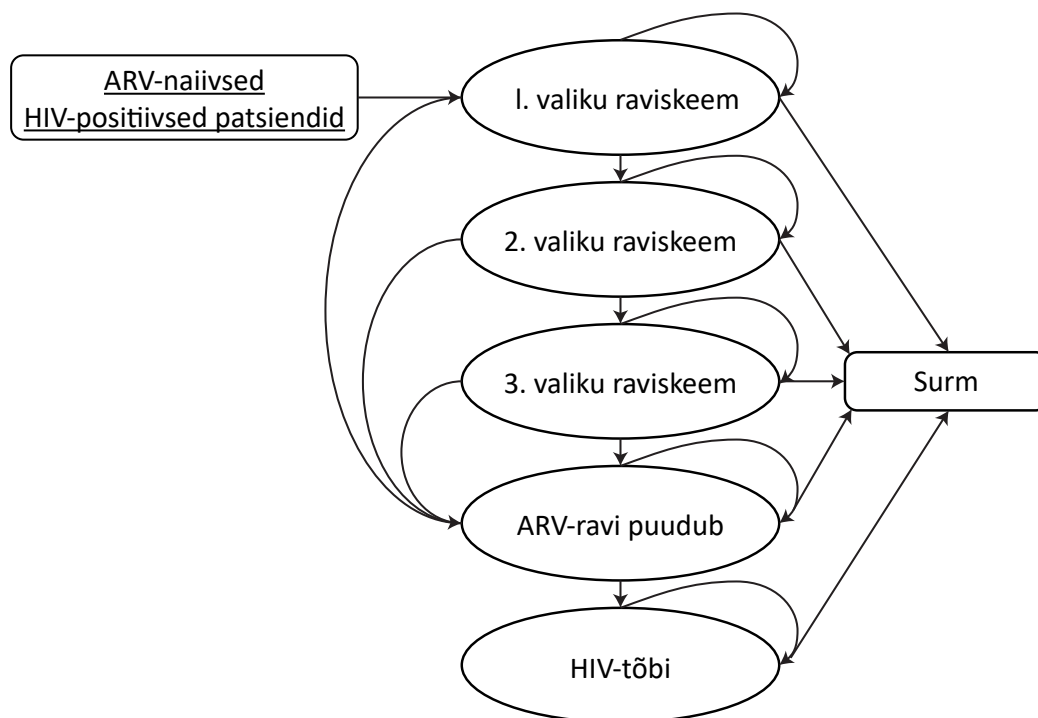 ARV-naiivsed
HIV-positiivsed patsiendid
l. valiku raviskeem
2. valiku raviskeem
3. valiku raviskeem
Surm
ARV-ravi puudub
HIV-tõbi